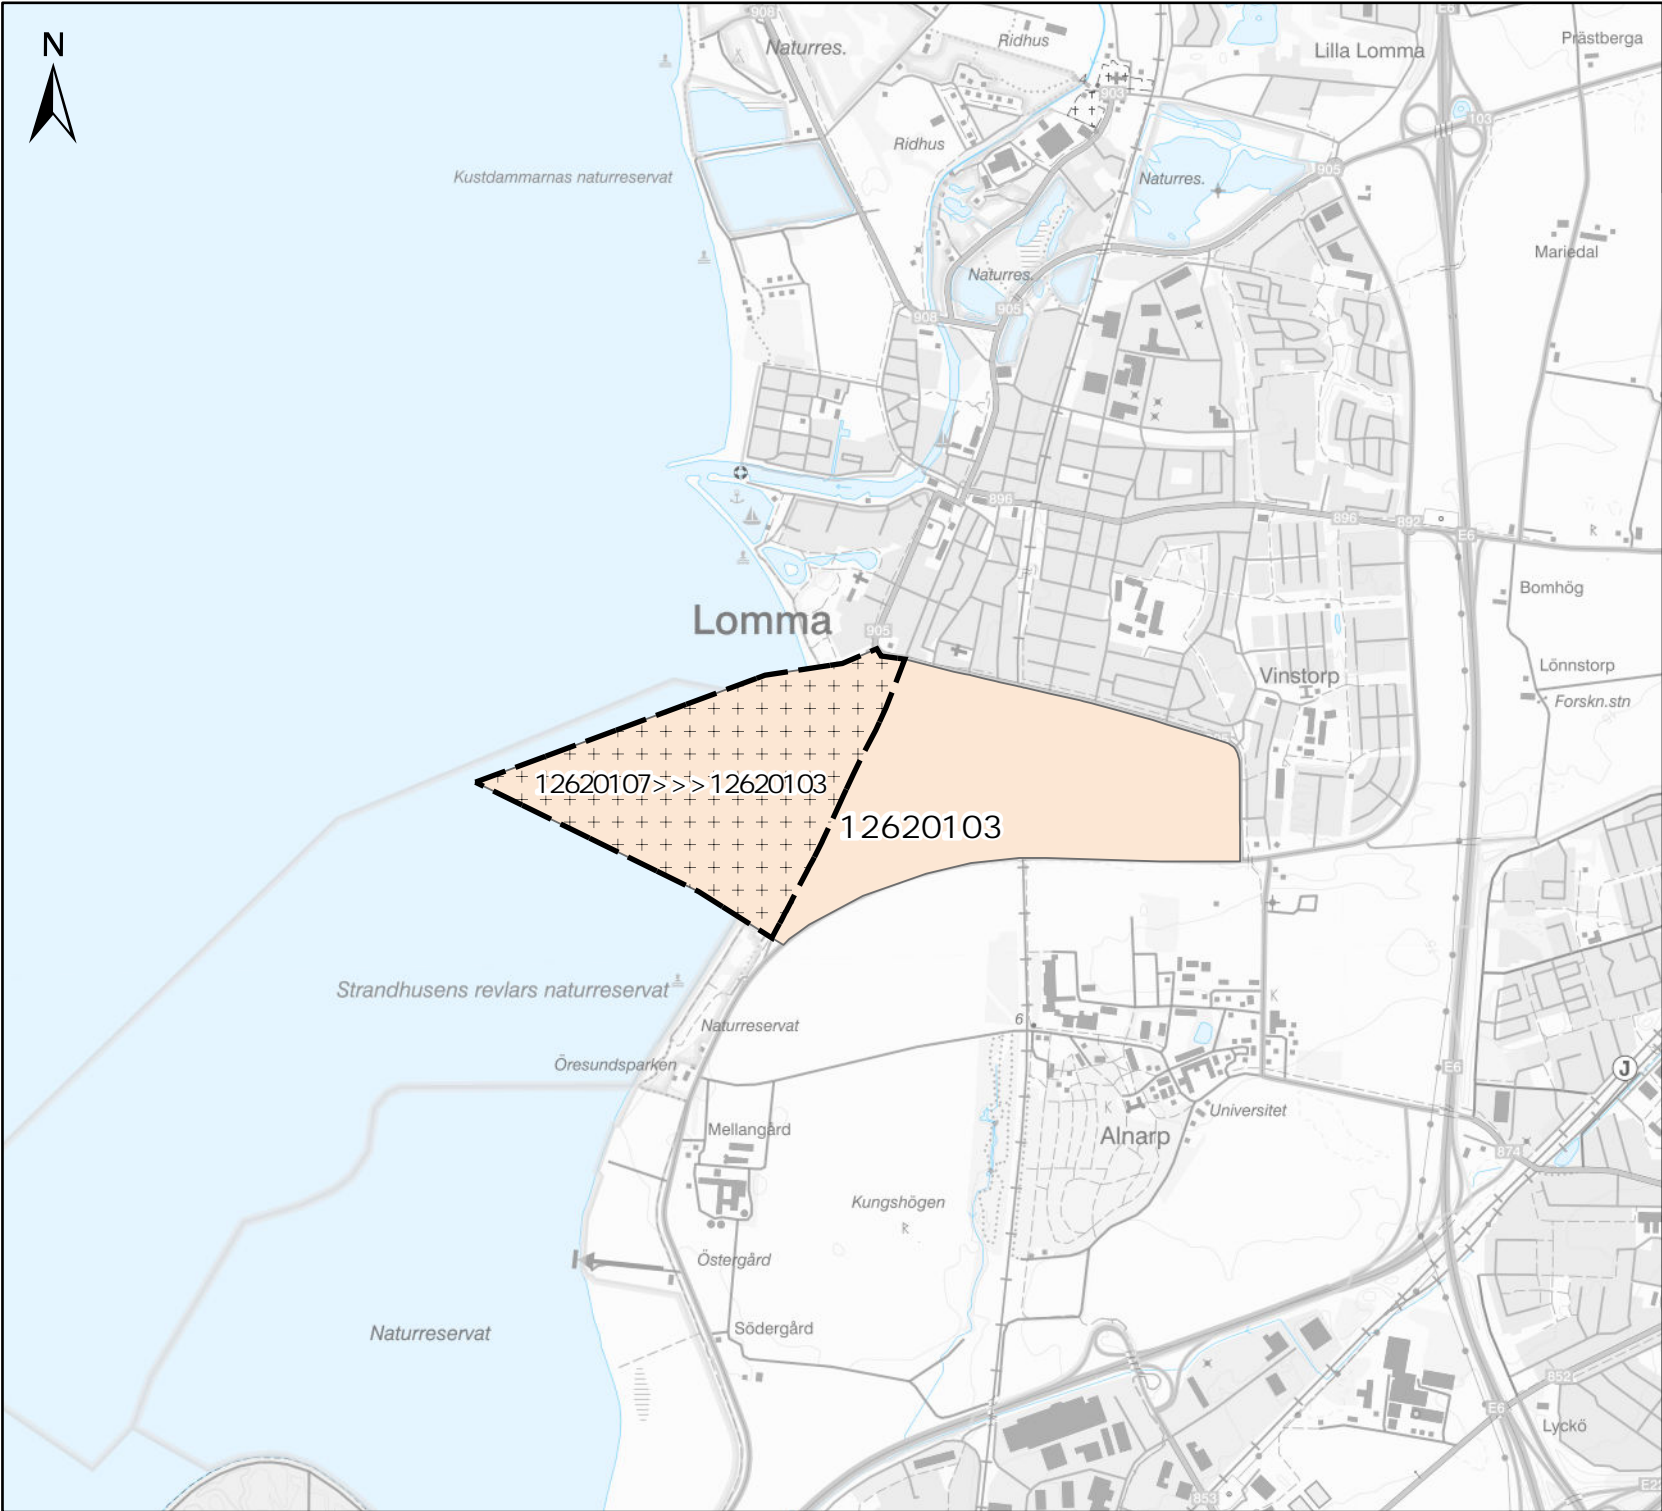 908
E6
N
Naturres.
Ridhus
Lilla Lomma
Prästberga
4
903
103
Ridhus
Kustdammarnas naturreservat
Naturres.
905
Mariedal
Naturres.
905
908
896
896
892
E6
R
Bomhög
Lomma
905
Lönnstorp
Vinstorp
Forskn.stn
12620107>>>12620103
12620103
Strandhusens revlars naturreservat
K
6
Naturreservat
Öresundsparken
E6
J
K
Universitet
Mellangård
Alnarp
874
Kungshögen
R
Östergård
Södergård
Naturreservat
852
E6
Lyckö
853